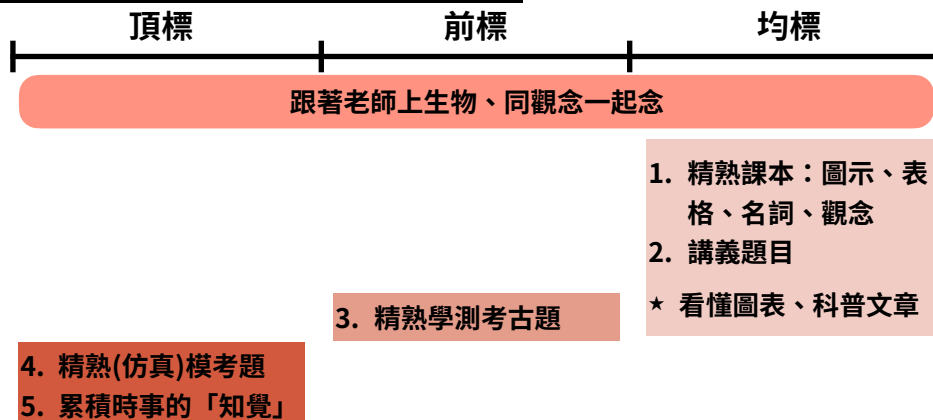 頂標
前標
均標
跟著老師上生物、同觀念一起念
1. 精熟課本：圖示、表
格、名詞、觀念
2. 講義題目
★ 看懂圖表、科普文章
3. 精熟學測考古題
4. 精熟(仿真)模考題
5. 累積時事的「知覺」